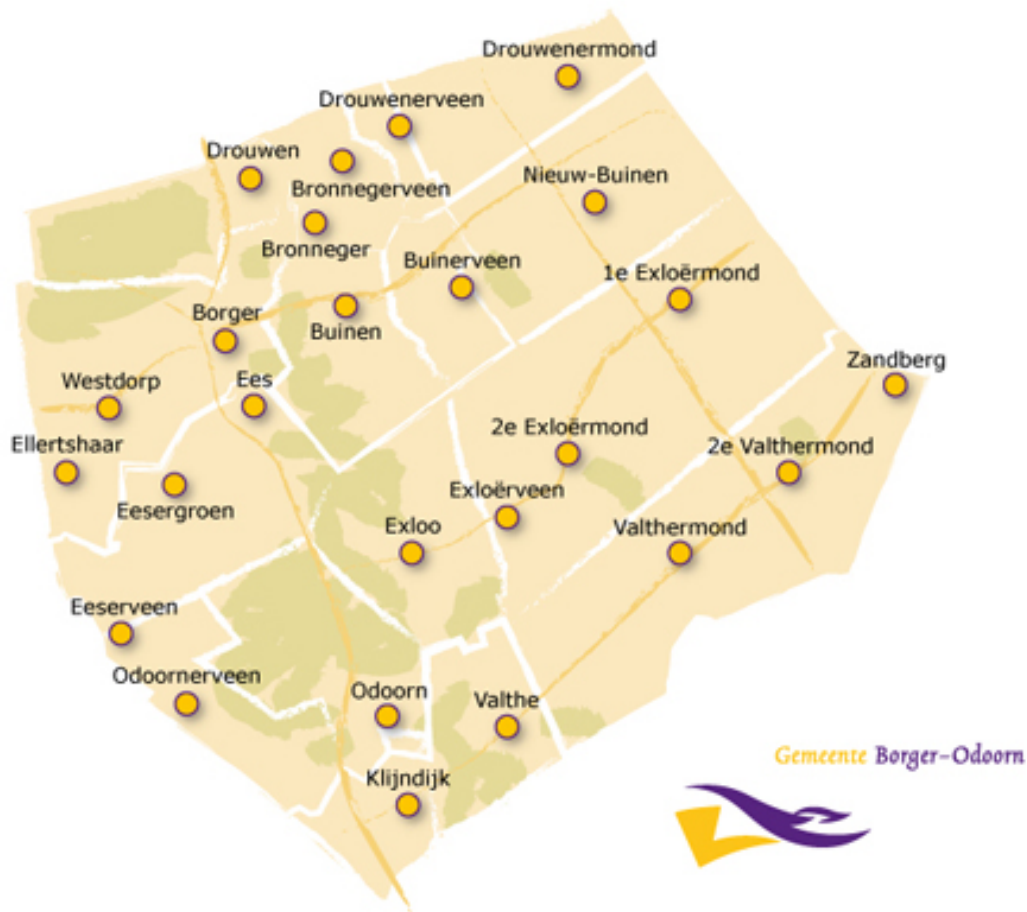 Drouwenermond
Drouwenerveen
Drouwen
Bronnegerveen
Nieuw-Buinen
Bronneger
Buinerveen
1e Exloërmond
Borger
Buinen
Zandberg
Westdorp
Ees
2e Exloërmond
Ellertshaar
2e Valthermond
Exloërveen
Eesergroen
Exloo
Valthermond
Eeserveen
Odoornerveen
Odoorn
Valthe
Gemeente Borger-Odoorn
Klijndijk